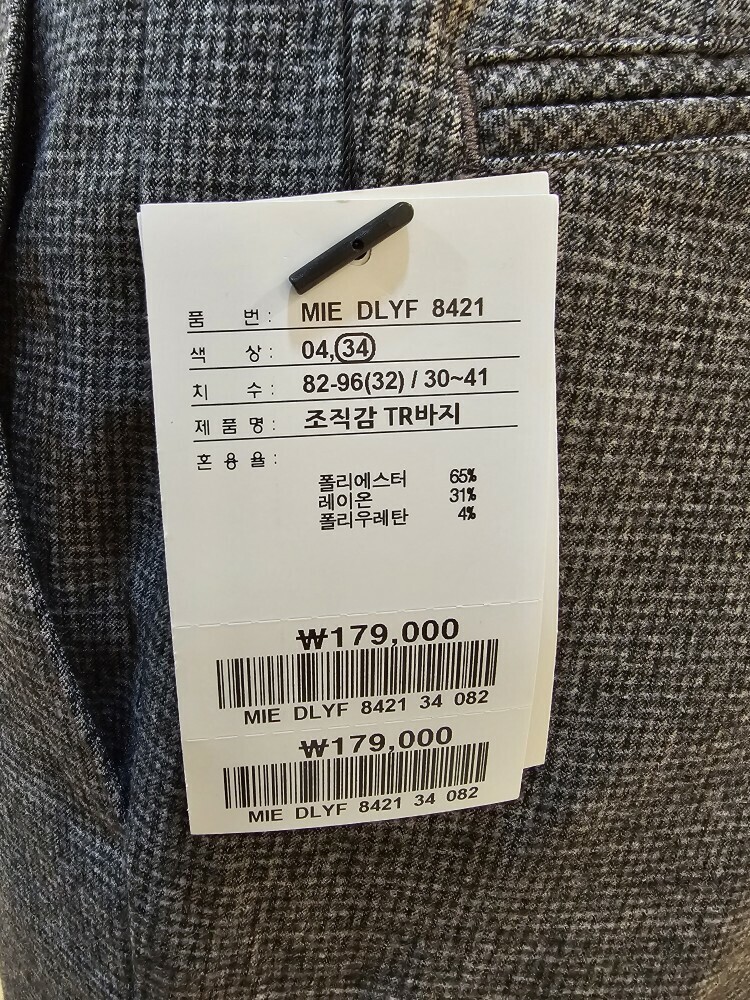 품 번 : MIE DLYF 8421
색 상 : 04,34
치 수 : 82-96(32) / 30~41
제 품 명 : 조직감 TR바지
혼 용 율 :
폴리에스터 65%
레이온 31%
폴리우레탄 4%
₩179,000
MIE DLYF 8421 34 082
₩179,000
MIE DLYF 8421 34 082